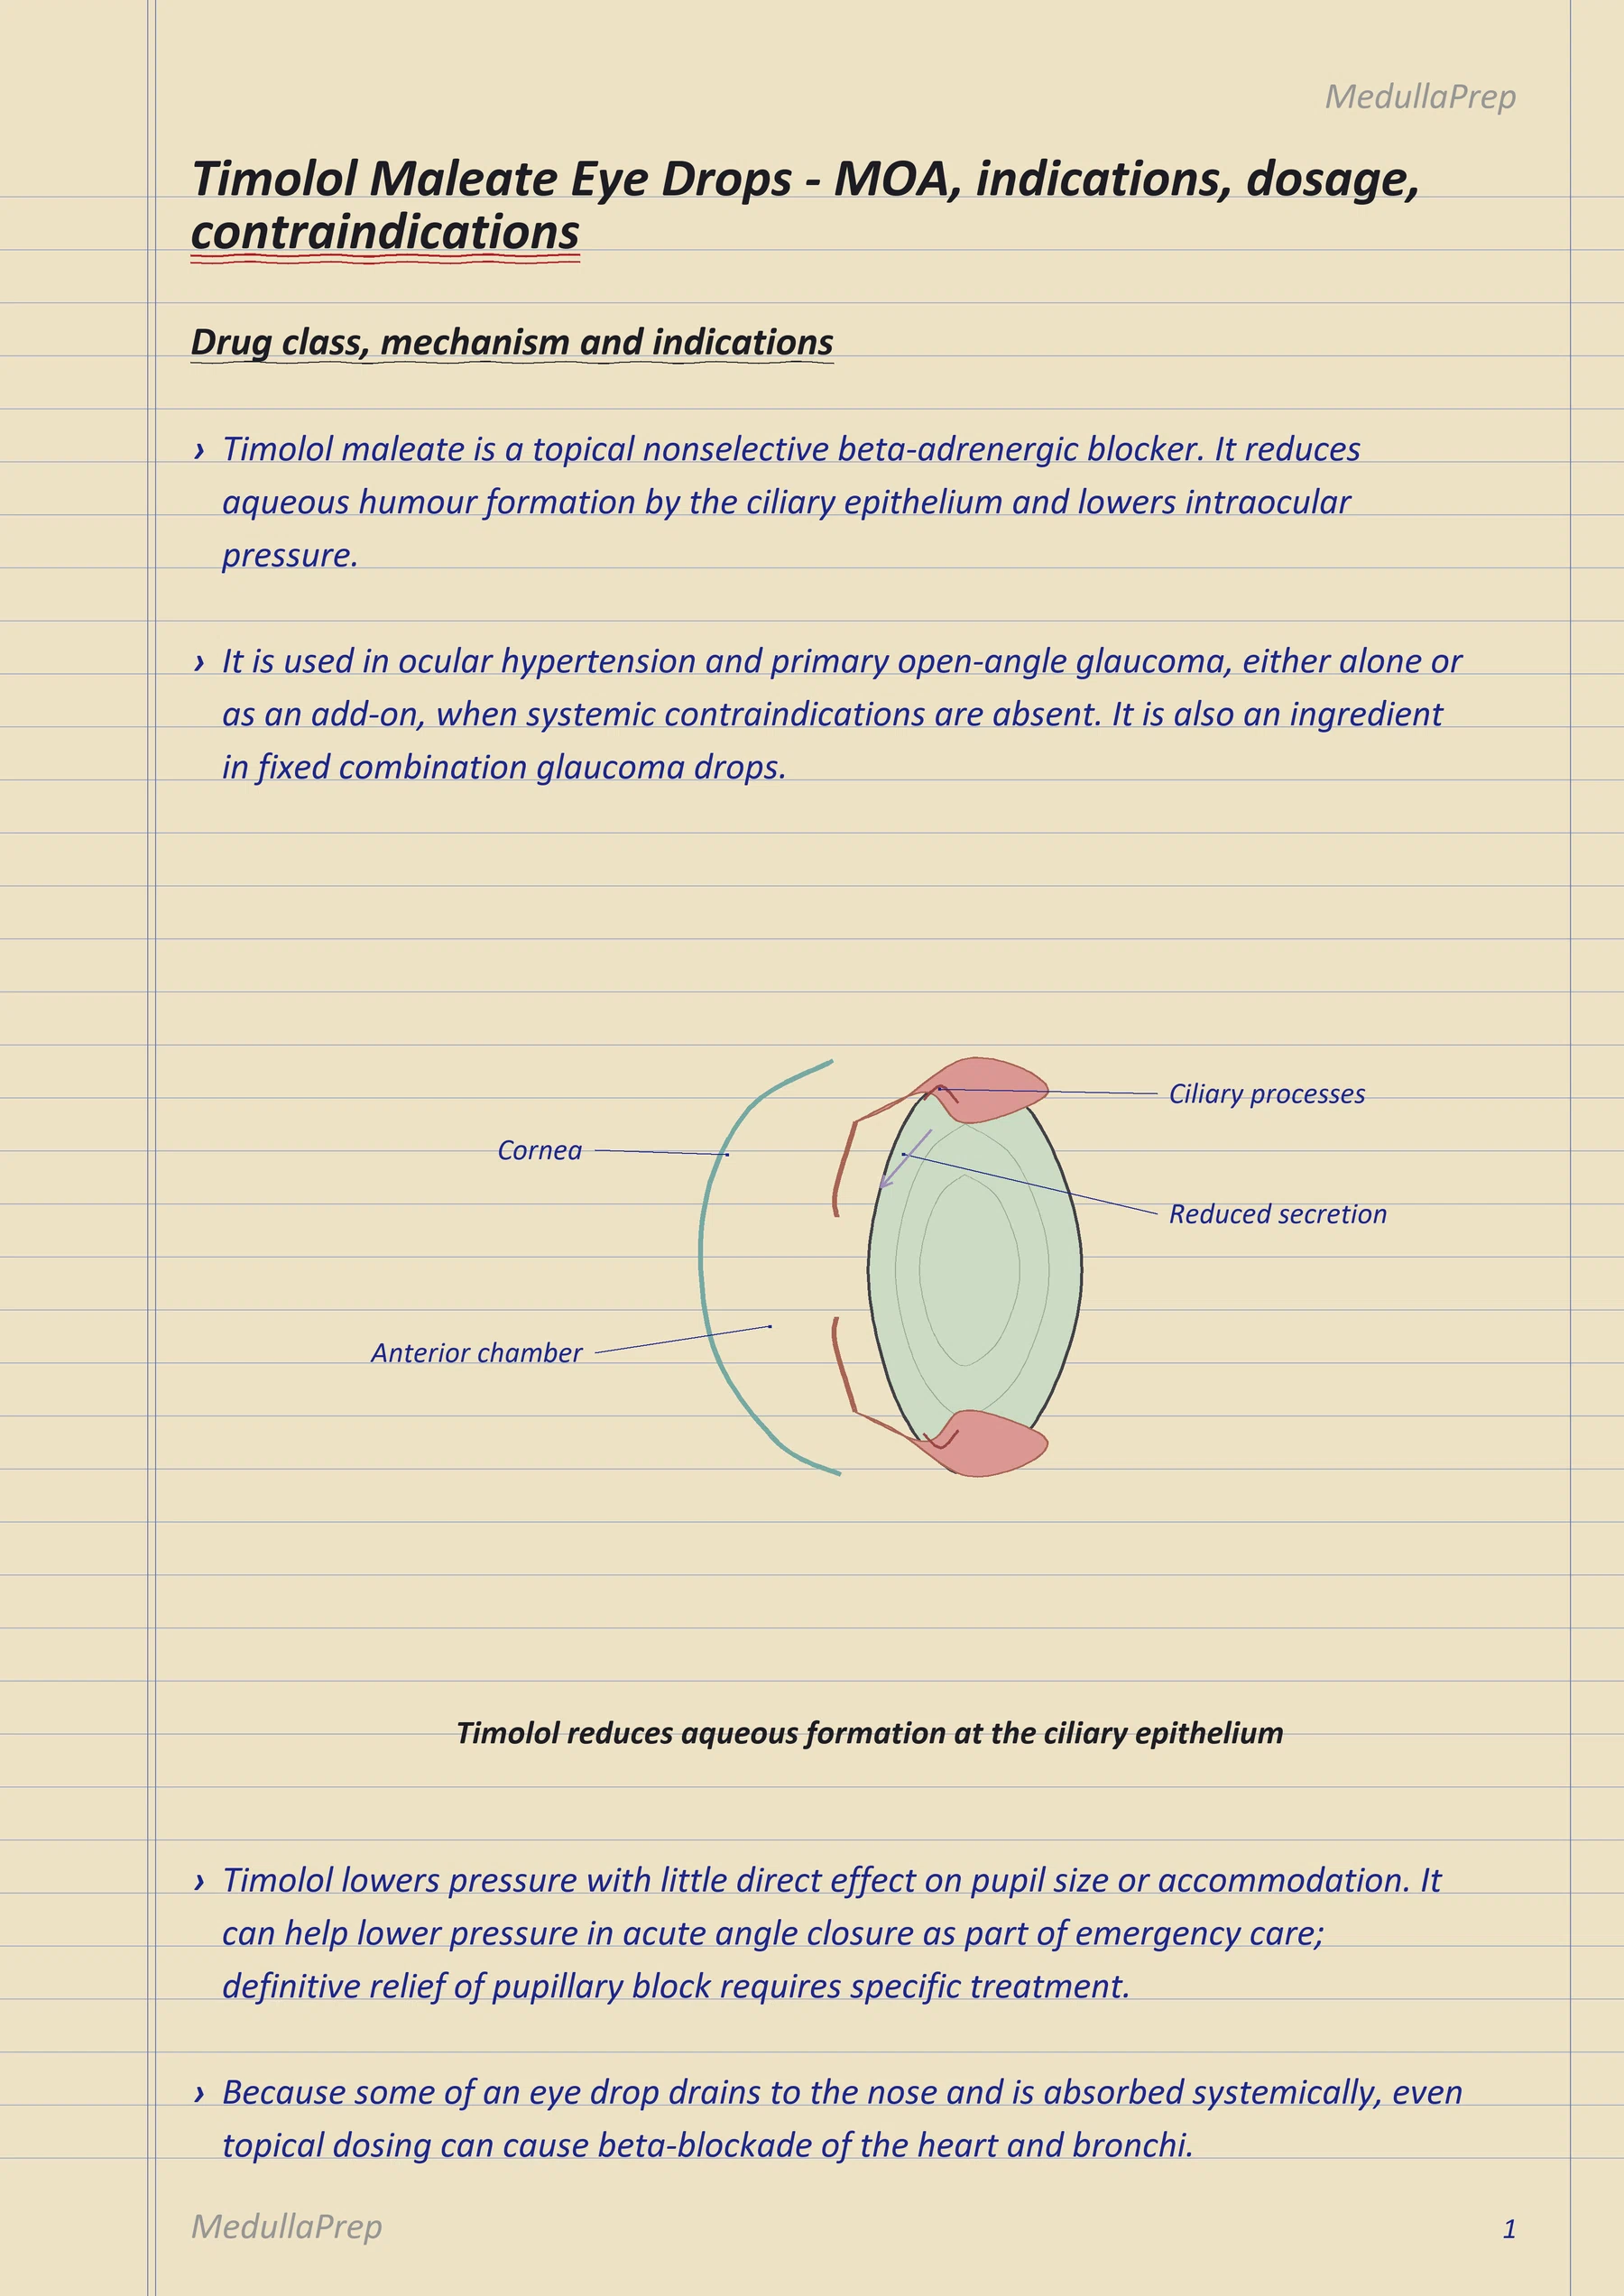 MedullaPrep
Timolol Maleate Eye Drops - MOA, indications, dosage,
contraindications
Drug class, mechanism and indications
› Timolol maleate is a topical nonselective beta-adrenergic blocker. It reduces
aqueous humour formation by the ciliary epithelium and lowers intraocular
pressure.
› It is used in ocular hypertension and primary open-angle glaucoma, either alone or
as an add-on, when systemic contraindications are absent. It is also an ingredient
in fixed combination glaucoma drops.
Ciliary processes
Cornea
Reduced secretion
Anterior chamber
Timolol reduces aqueous formation at the ciliary epithelium
› Timolol lowers pressure with little direct effect on pupil size or accommodation. It
can help lower pressure in acute angle closure as part of emergency care;
definitive relief of pupillary block requires specific treatment.
› Because some of an eye drop drains to the nose and is absorbed systemically, even
topical dosing can cause beta-blockade of the heart and bronchi.
MedullaPrep
1